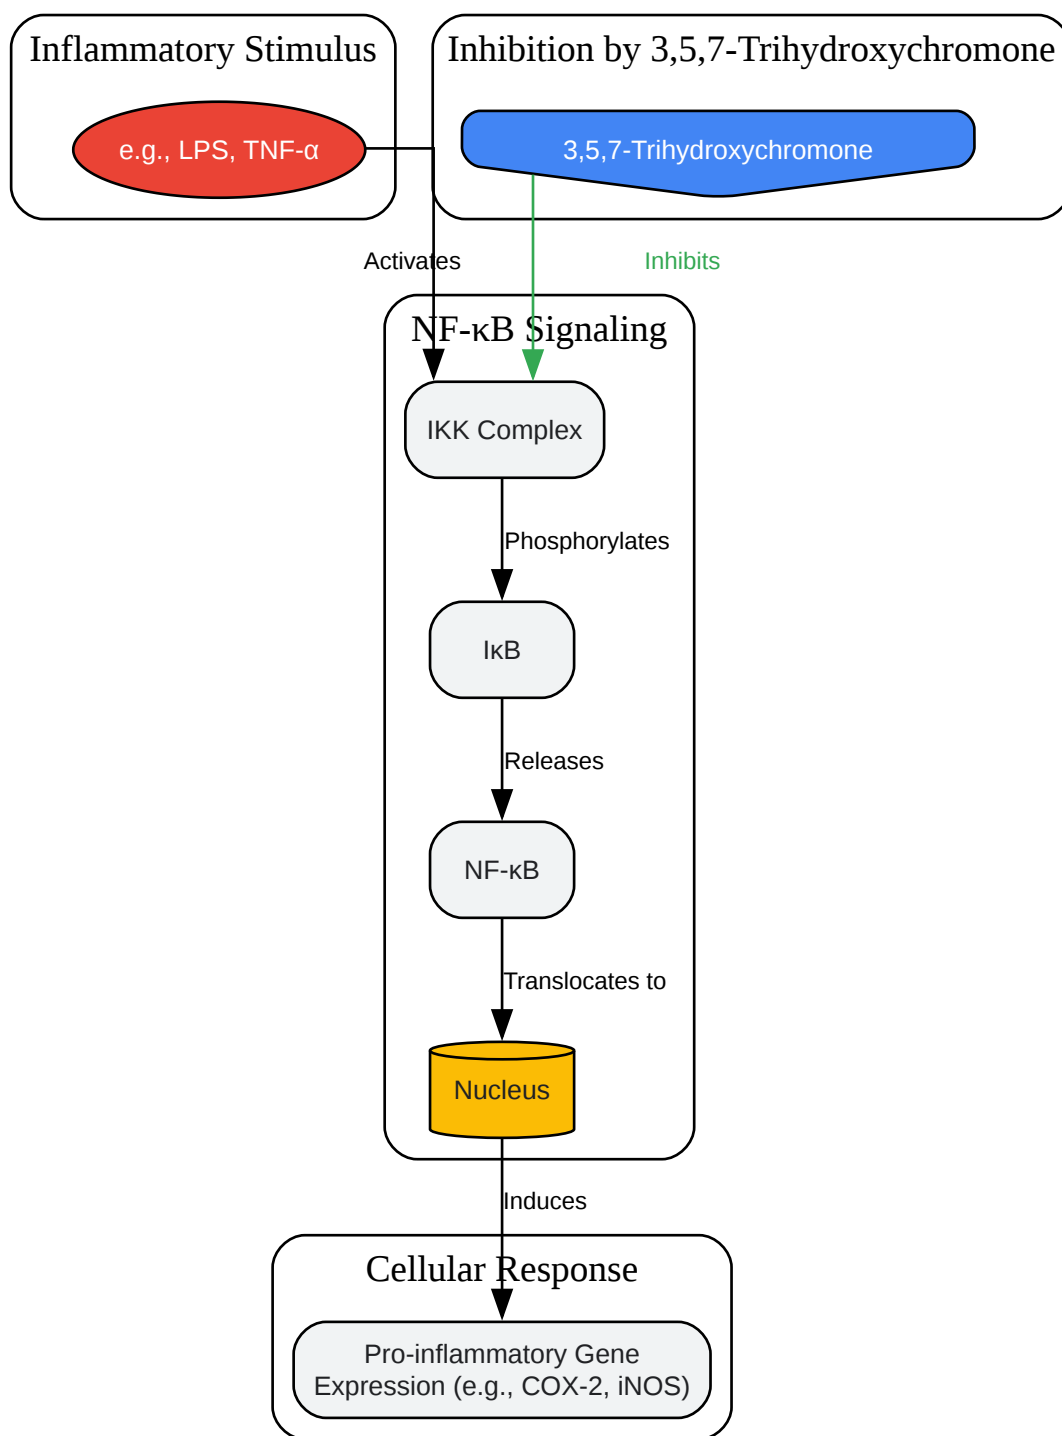 Inflammatory Stimulus
e.g., LPS, TNF-α
Inhibition by 3,5,7-Trihydroxychromone
3,5,7-Trihydroxychromone
Activates
Inhibits
NF-κB Signaling
IKK Complex
Phosphorylates
IκB
Releases
NF-κB
Translocates to
Nucleus
Induces
Cellular Response
Pro-inflammatory Gene
Expression (e.g., COX-2, iNOS)